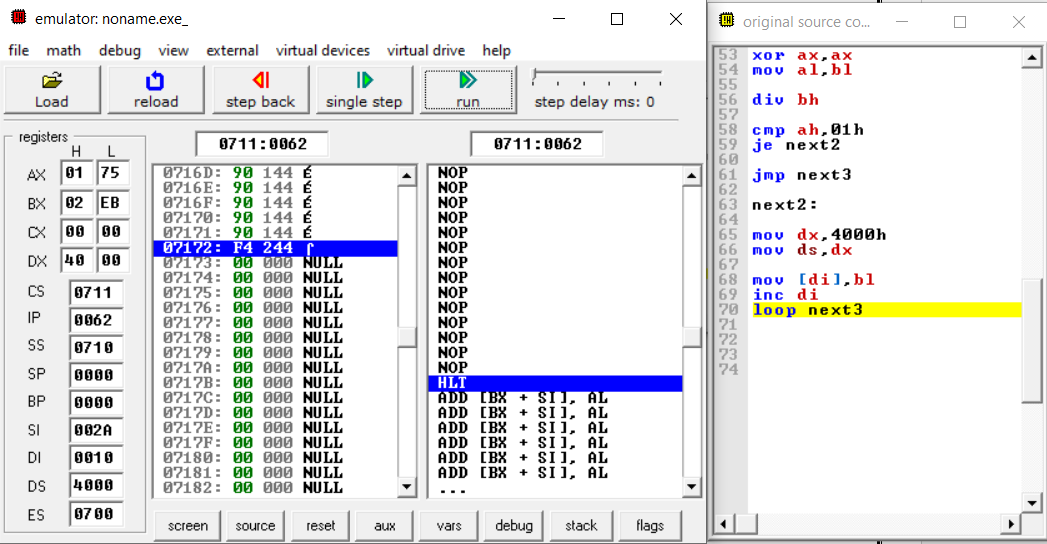 emulator: noname.exe_
file math debug view external virtual devices virtual drive help
Load reload step back single step run step delay ms: 0
registers
H L
AX 01 75
BX 02 EB
CX 00 00
DX 40 00
CS 0711
IP 0062
SS 0710
SP 0000
BP 0000
SI 002A
DI 0010
DS 4000
ES 0700
0711:0062
0716D: 90 144 É
0716E: 90 144 É
0716F: 90 144 É
07170: 90 144 É
07171: 90 144 É
07172: F4 244 ⌠
07173: 00 000 NULL
07174: 00 000 NULL
07175: 00 000 NULL
07176: 00 000 NULL
07177: 00 000 NULL
07178: 00 000 NULL
07179: 00 000 NULL
0717A: 00 000 NULL
0717B: 00 000 NULL
0717C: 00 000 NULL
0717D: 00 000 NULL
0717E: 00 000 NULL
0717F: 00 000 NULL
07180: 00 000 NULL
07181: 00 000 NULL
07182: 00 000 NULL
0711:0062
NOP
NOP
NOP
NOP
NOP
NOP
NOP
NOP
NOP
NOP
NOP
NOP
NOP
NOP
HLT
ADD [BX + SI], AL
ADD [BX + SI], AL
ADD [BX + SI], AL
ADD [BX + SI], AL
ADD [BX + SI], AL
ADD [BX + SI], AL
...
screen source reset aux vars debug stack flags
original source co...
53 xor ax,ax
54 mov al,bl
55
56 div bh
57
58 cmp ah,01h
59 je next2
60
61 jmp next3
62
63 next2:
64
65 mov dx,4000h
66 mov ds,dx
67
68 mov [di],bl
69 inc di
70 loop next3
71
72
73
74